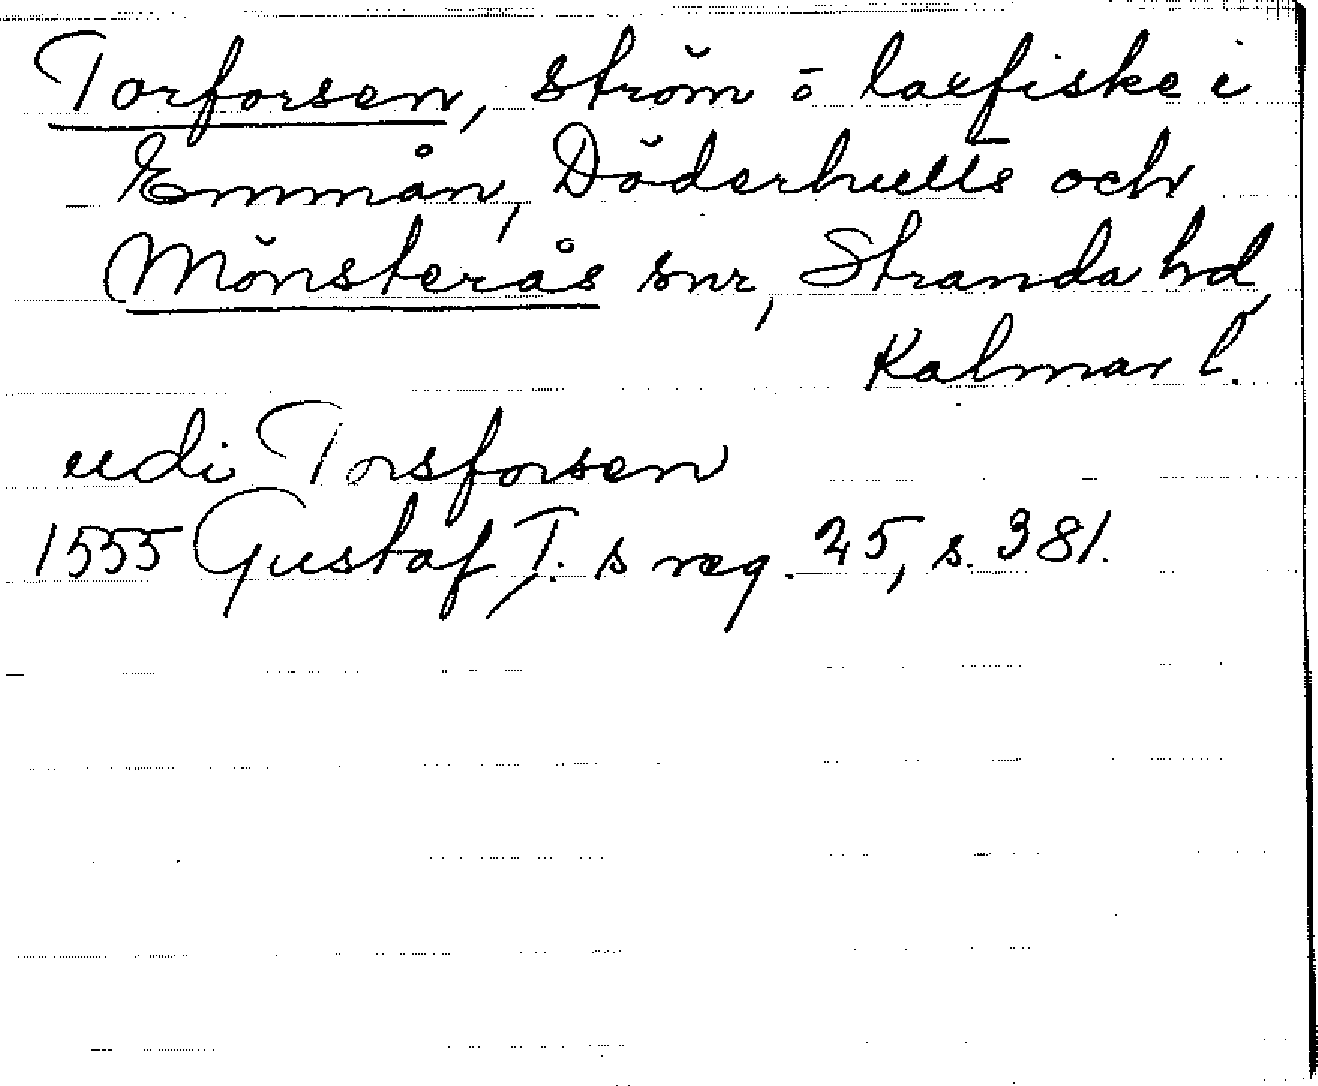 Torforsen, ström o laxfiske i
Emmån, Döderhults och
Mönsterås snr, Stranda hd,
Kalmar l.
udi Torsforsen
1555 Gustaf I.s reg. 25, s. 381.